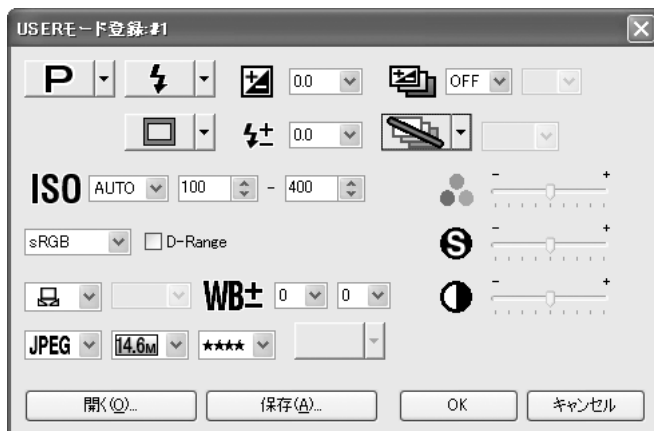 USERモード登録:#1
P 0.0 OFF
0.0
ISO AUTO 100 - 400
- +
sRGB D-Range
S - +
WB± 0 0
- +
JPEG 14.6M ★★★★
開く(O)... 保存(A)... OK キャンセル